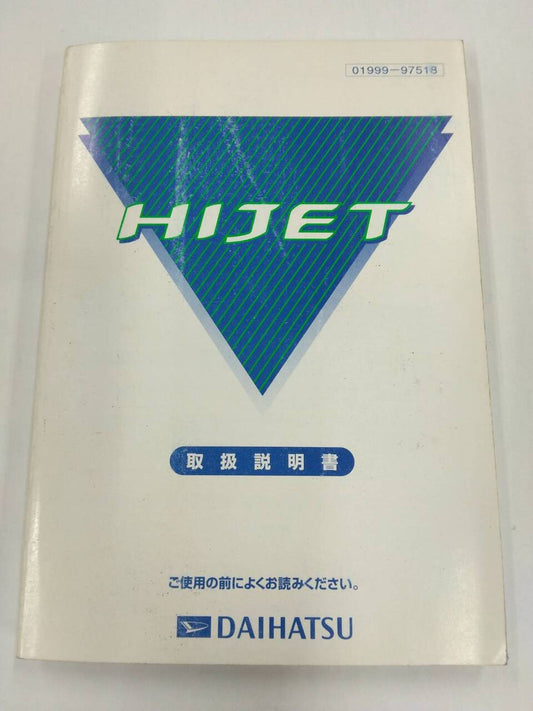 01999-97518
HIJET
取扱説明書
ご使用の前によくお読みください。
DAIHATSU